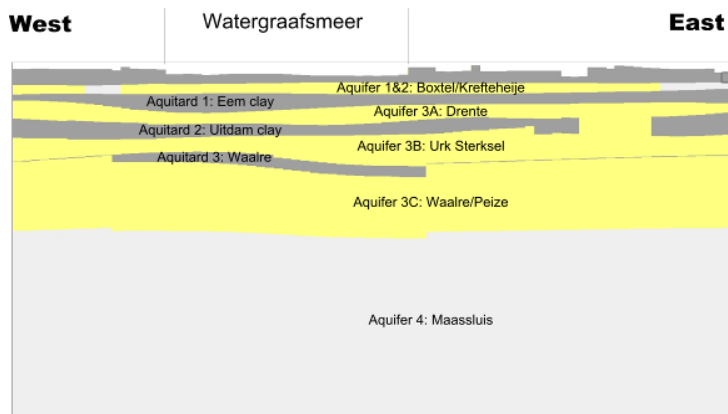 West
Watergraafsmeer
East
Aquifer 1&2: Boxtel/Krefteheije
Aquitard 1: Eem clay
Aquifer 3A: Drente
Aquitard 2: Uitdam clay
Aquifer 3B: Urk Sterksel
Aquitard 3: Waalre
Aquifer 3C: Waalre/Peize
Aquifer 4: Maassluis